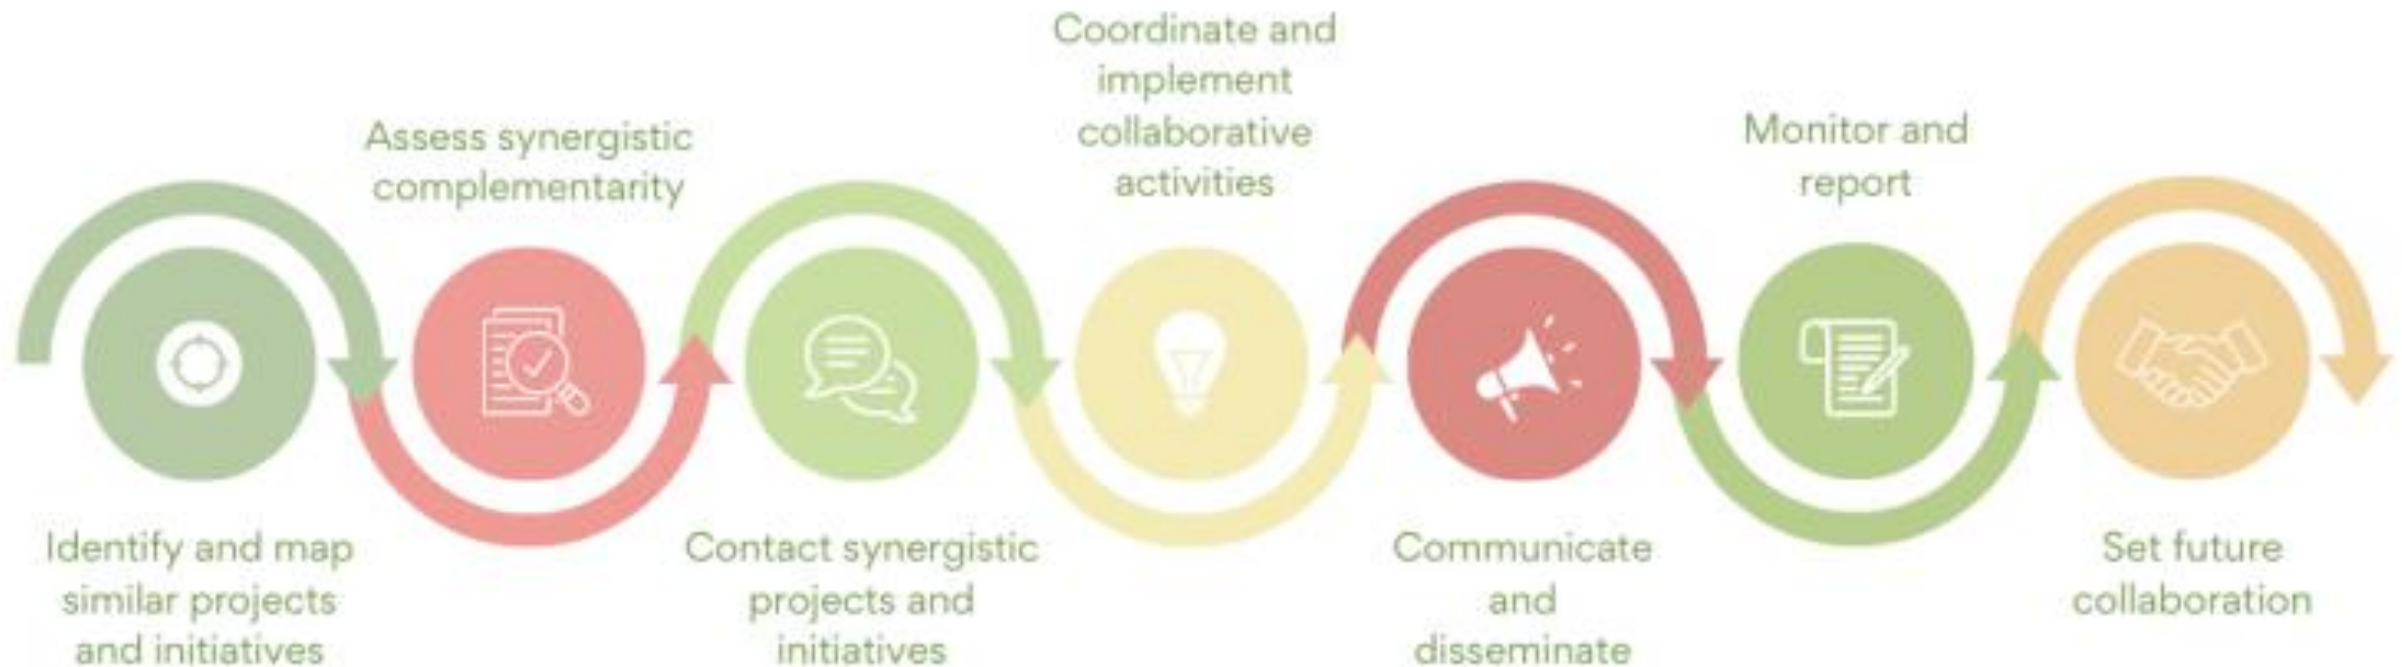 Identify and map
similar projects
and initiatives
Assess synergistic
complementarity
Contact synergistic
projects and
initiatives
Coordinate and
implement
collaborative
activities
Communicate
and
disseminate
Monitor and
report
Set future
collaboration